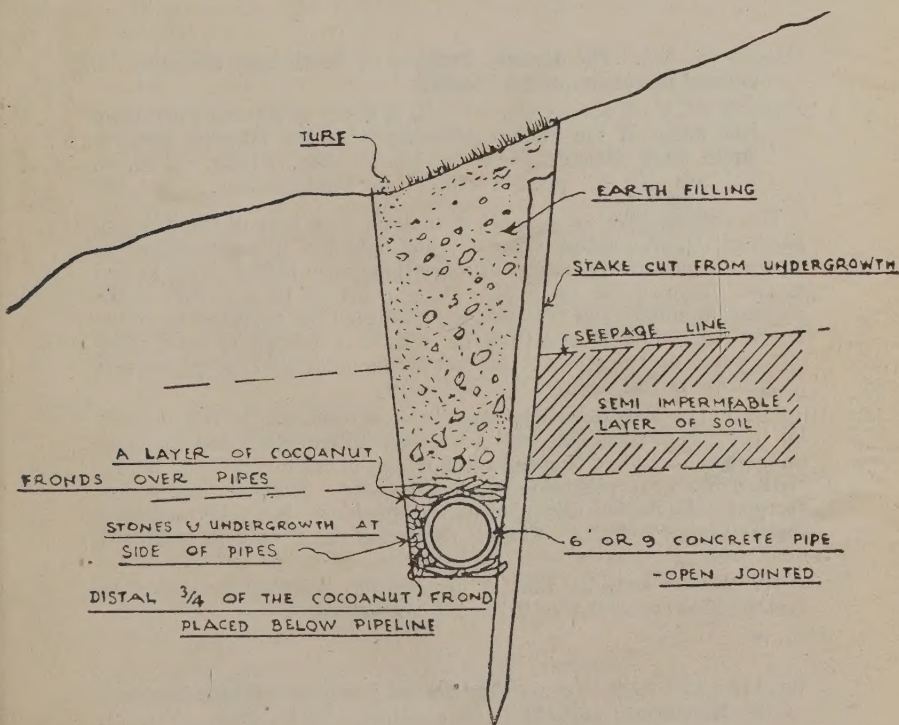 TURF
EARTH FILLING
STAKE CUT FROM UNDERGROWTH
SEEPAGE LINE
SEMI IMPERMEABLE
LAYER OF SOIL
A LAYER OF COCOANUT
FRONDS OVER PIPES
STONES & UNDERGROWTH AT
SIDE OF PIPES
6' OR 9 CONCRETE PIPE
-OPEN JOINTED
DISTAL 3/4 OF THE COCOANUT FROND
PLACED BELOW PIPELINE